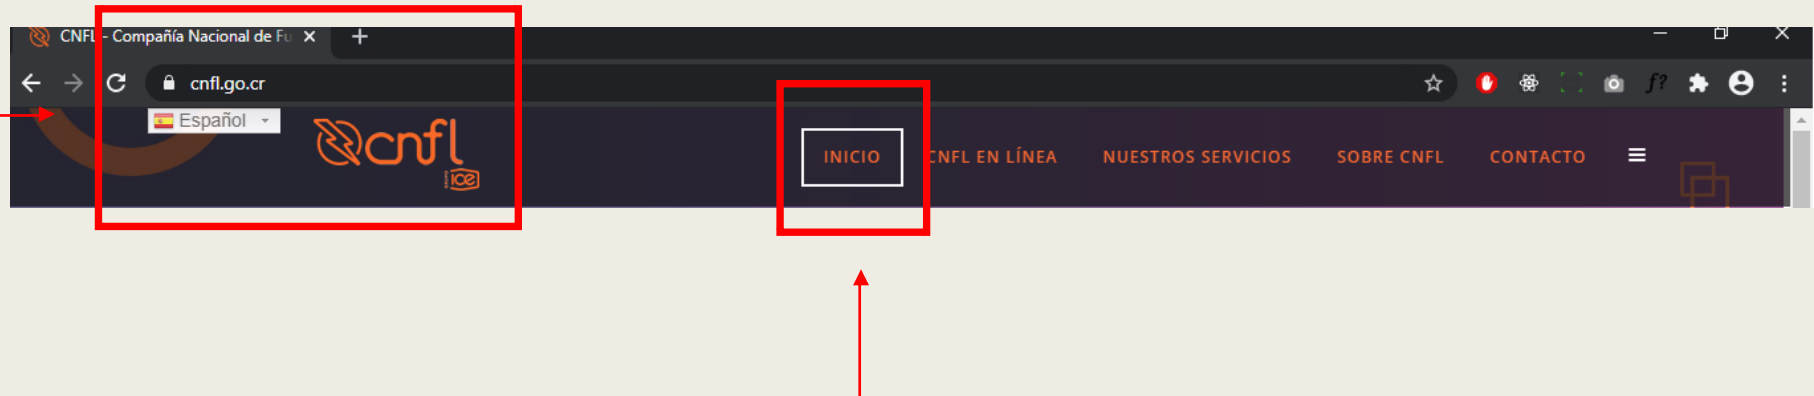 CNFL - Compañía Nacional de Fu
cnfl.go.cr
f?
Español
cnfl
ice
INICIO CNFL EN LÍNEA NUESTROS SERVICIOS SOBRE CNFL CONTACTO